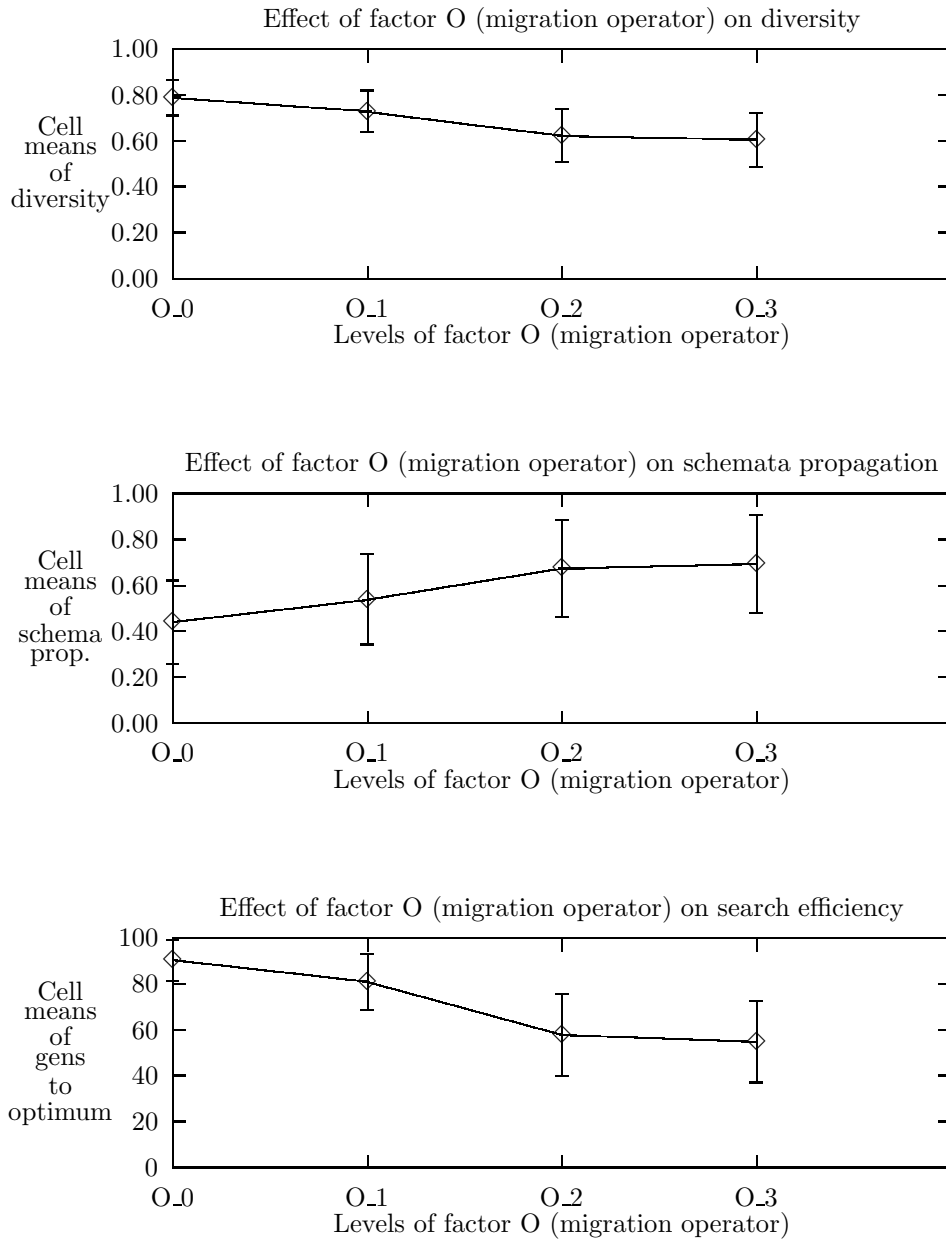 Effect of factor O (migration operator) on diversity
1.00
0.80
0.60
0.40
0.20
0.00
Cell
means
of
diversity
O_0 O_1 O_2 O_3
Levels of factor O (migration operator)
Effect of factor O (migration operator) on schemata propagation
1.00
0.80
0.60
0.40
0.20
0.00
Cell
means
of
schema
prop.
O_0 O_1 O_2 O_3
Levels of factor O (migration operator)
Effect of factor O (migration operator) on search efficiency
100
80
60
40
20
0
Cell
means
of
gens
to
optimum
O_0 O_1 O_2 O_3
Levels of factor O (migration operator)